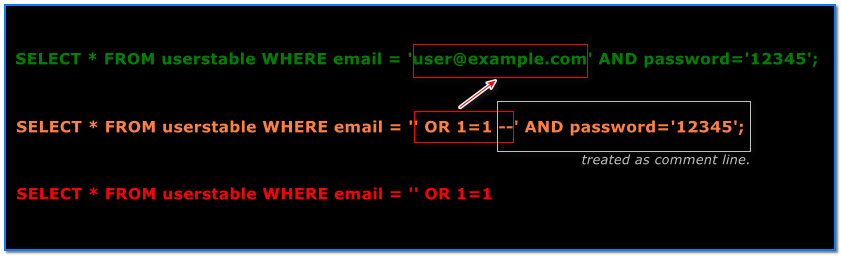 SELECT * FROM userstable WHERE email = 'user@example.com' AND password='12345';
SELECT * FROM userstable WHERE email = '' OR 1=1 --' AND password='12345';
treated as comment line.
SELECT * FROM userstable WHERE email = '' OR 1=1